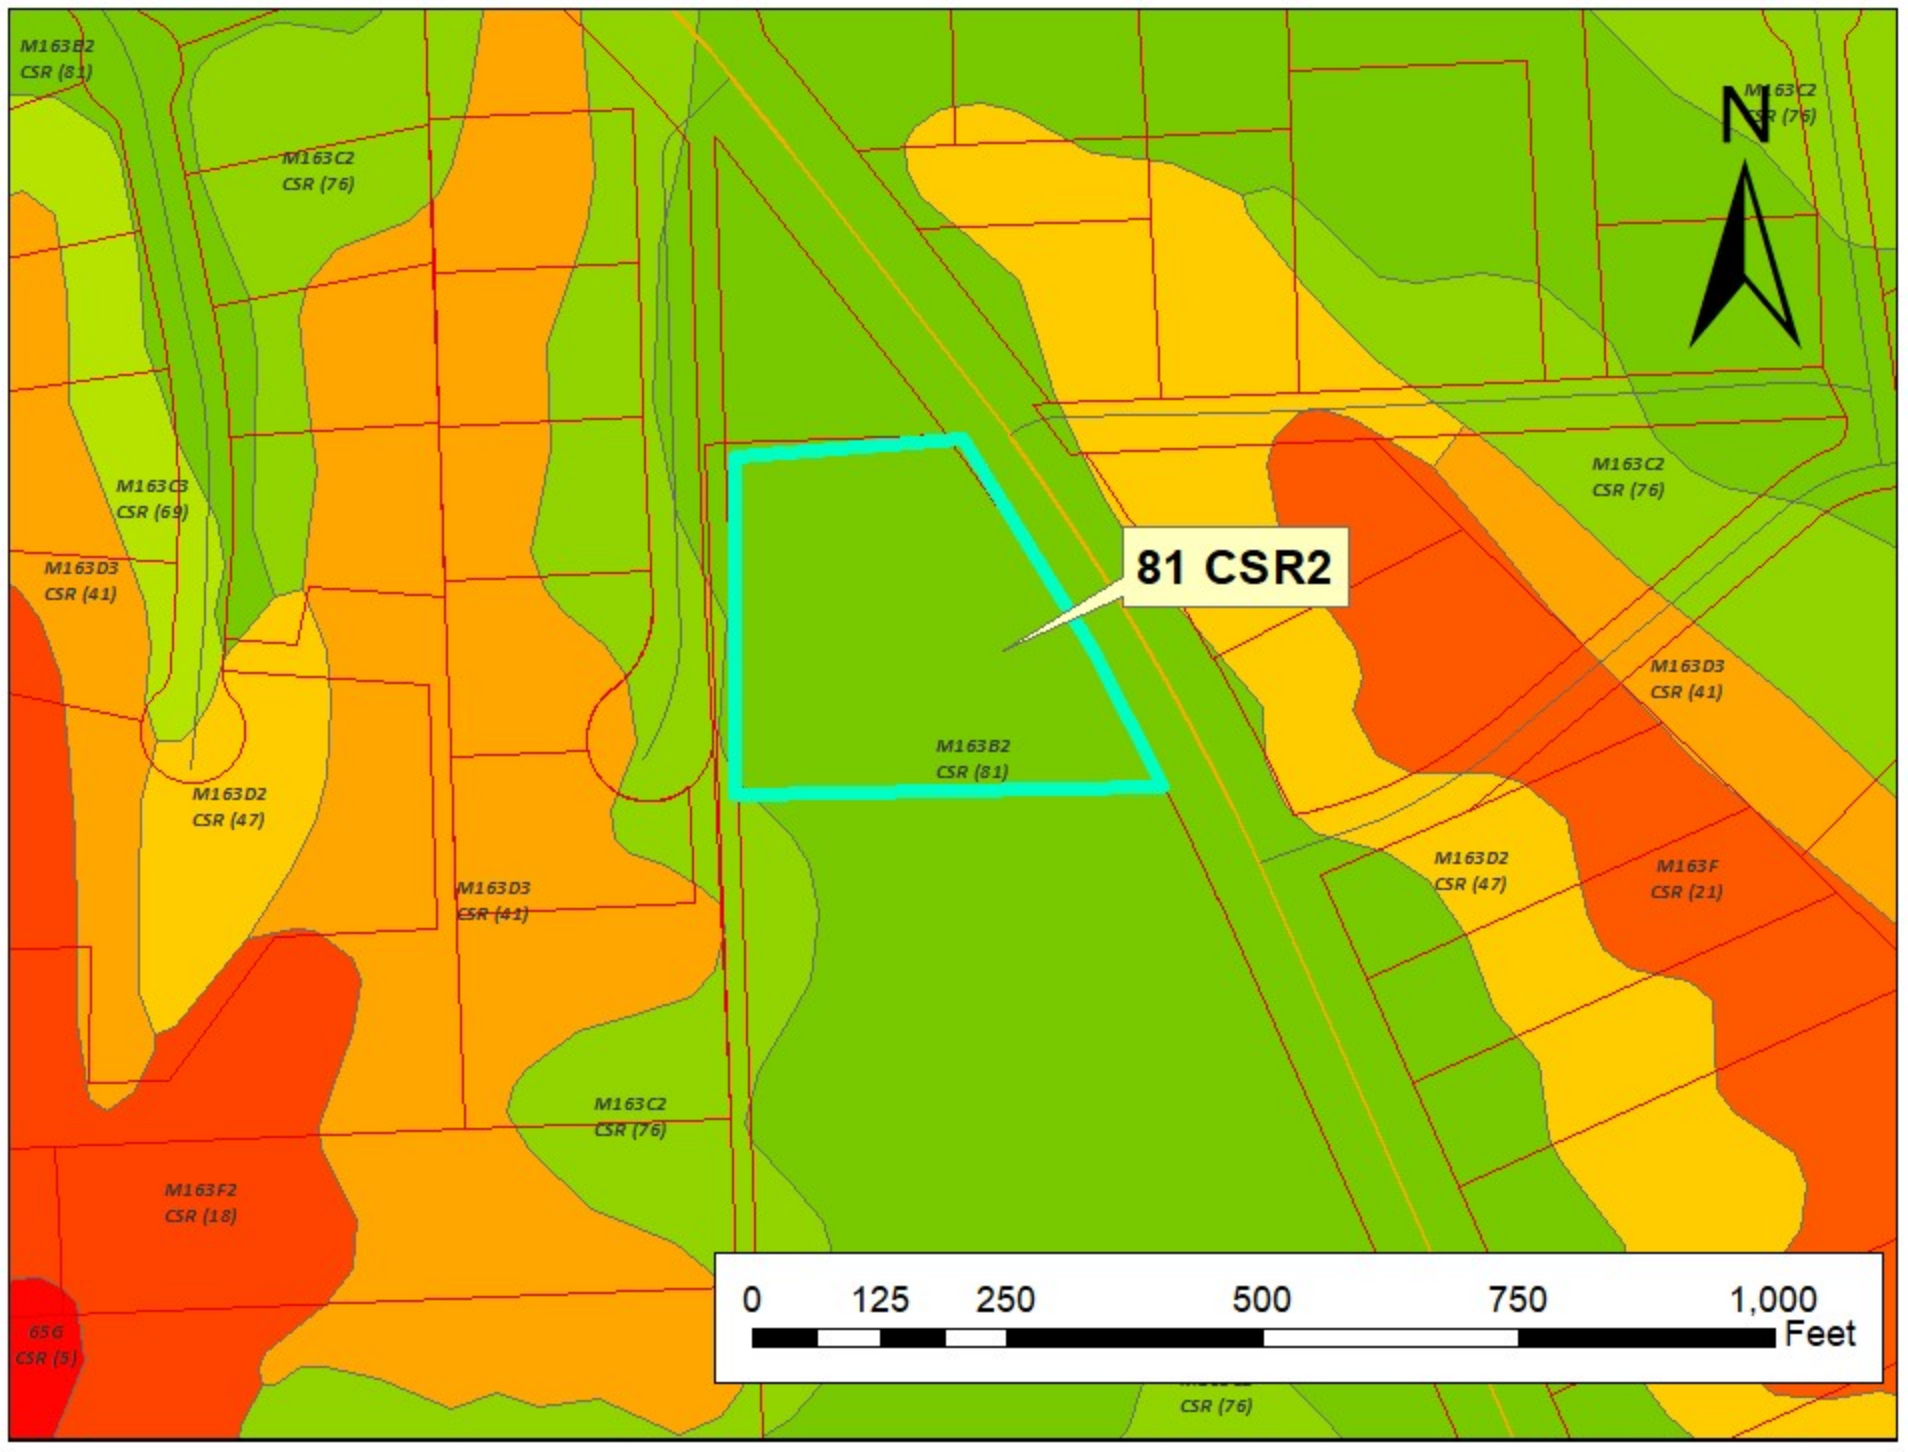 M163B2
CSR (81)
M163C2
CSR (76)
N
M163C2
CSR (76)
M163C3
CSR (69)
M163C2
CSR (76)
M163D3
CSR (41)
81 CSR2
M163D3
CSR (41)
M163B2
CSR (81)
M163D2
CSR (47)
M163D3
CSR (41)
M163D2
CSR (47)
M163F
CSR (21)
M163C2
CSR (76)
M163F2
CSR (18)
0 125 250 500 750 1,000
Feet
65G
CSR (5)
CSR (76)